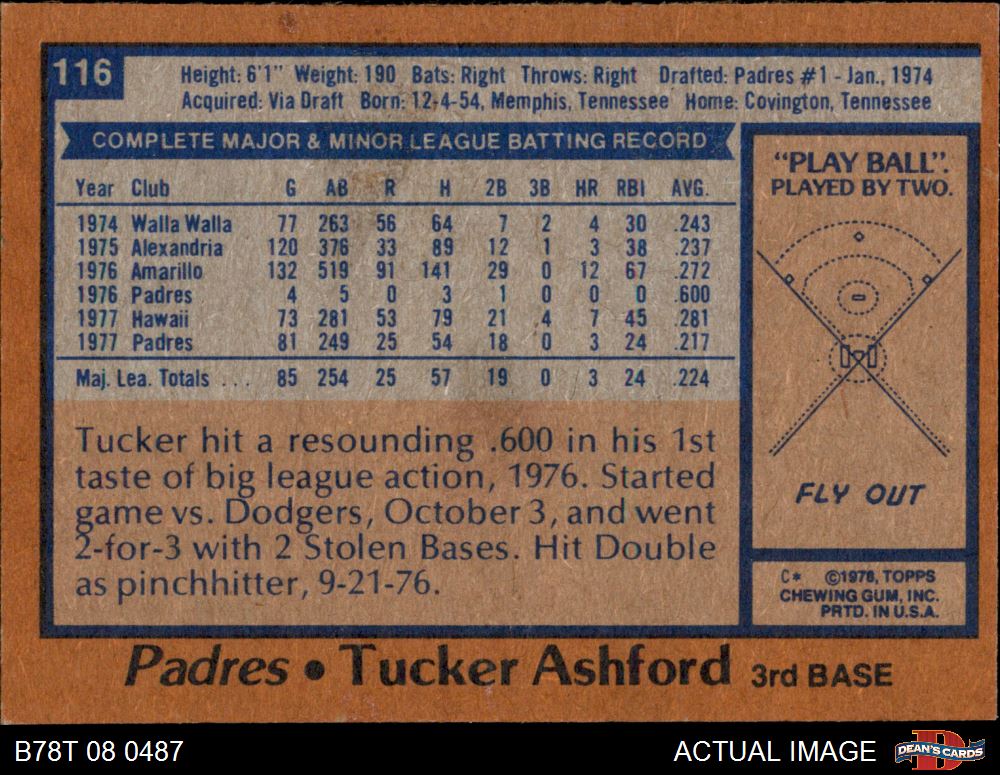 116
Height: 6'1" Weight: 190 Bats: Right Throws: Right Drafted: Padres #1 - Jan., 1974
Acquired: Via Draft Born: 12-4-54, Memphis, Tennessee Home: Covington, Tennessee
COMPLETE MAJOR & MINOR LEAGUE BATTING RECORD
Year Club G AB R H 2B 3B HR RBI AVG.
1974 Walla Walla 77 263 56 64 7 2 4 30 .243
1975 Alexandria 120 376 33 89 12 1 3 38 .237
1976 Amarillo 132 519 91 141 29 0 12 67 .272
1976 Padres 4 5 0 3 1 0 0 0 .600
1977 Hawaii 73 281 53 79 21 4 7 45 .281
1977 Padres 81 249 25 54 18 0 3 24 .217
Maj. Lea. Totals ... 85 254 25 57 19 0 3 24 .224
Tucker hit a resounding .600 in his 1st
taste of big league action, 1976. Started
game vs. Dodgers, October 3, and went
2-for-3 with 2 Stolen Bases. Hit Double
as pinchhitter, 9-21-76.
"PLAY BALL".
PLAYED BY TWO.
FLY OUT
C* ©1978, TOPPS
CHEWING GUM, INC.
PRTD. IN U.S.A.
Padres • Tucker Ashford 3rd BASE
B78T 08 0487
ACTUAL IMAGE
D
DEAN'S CARDS